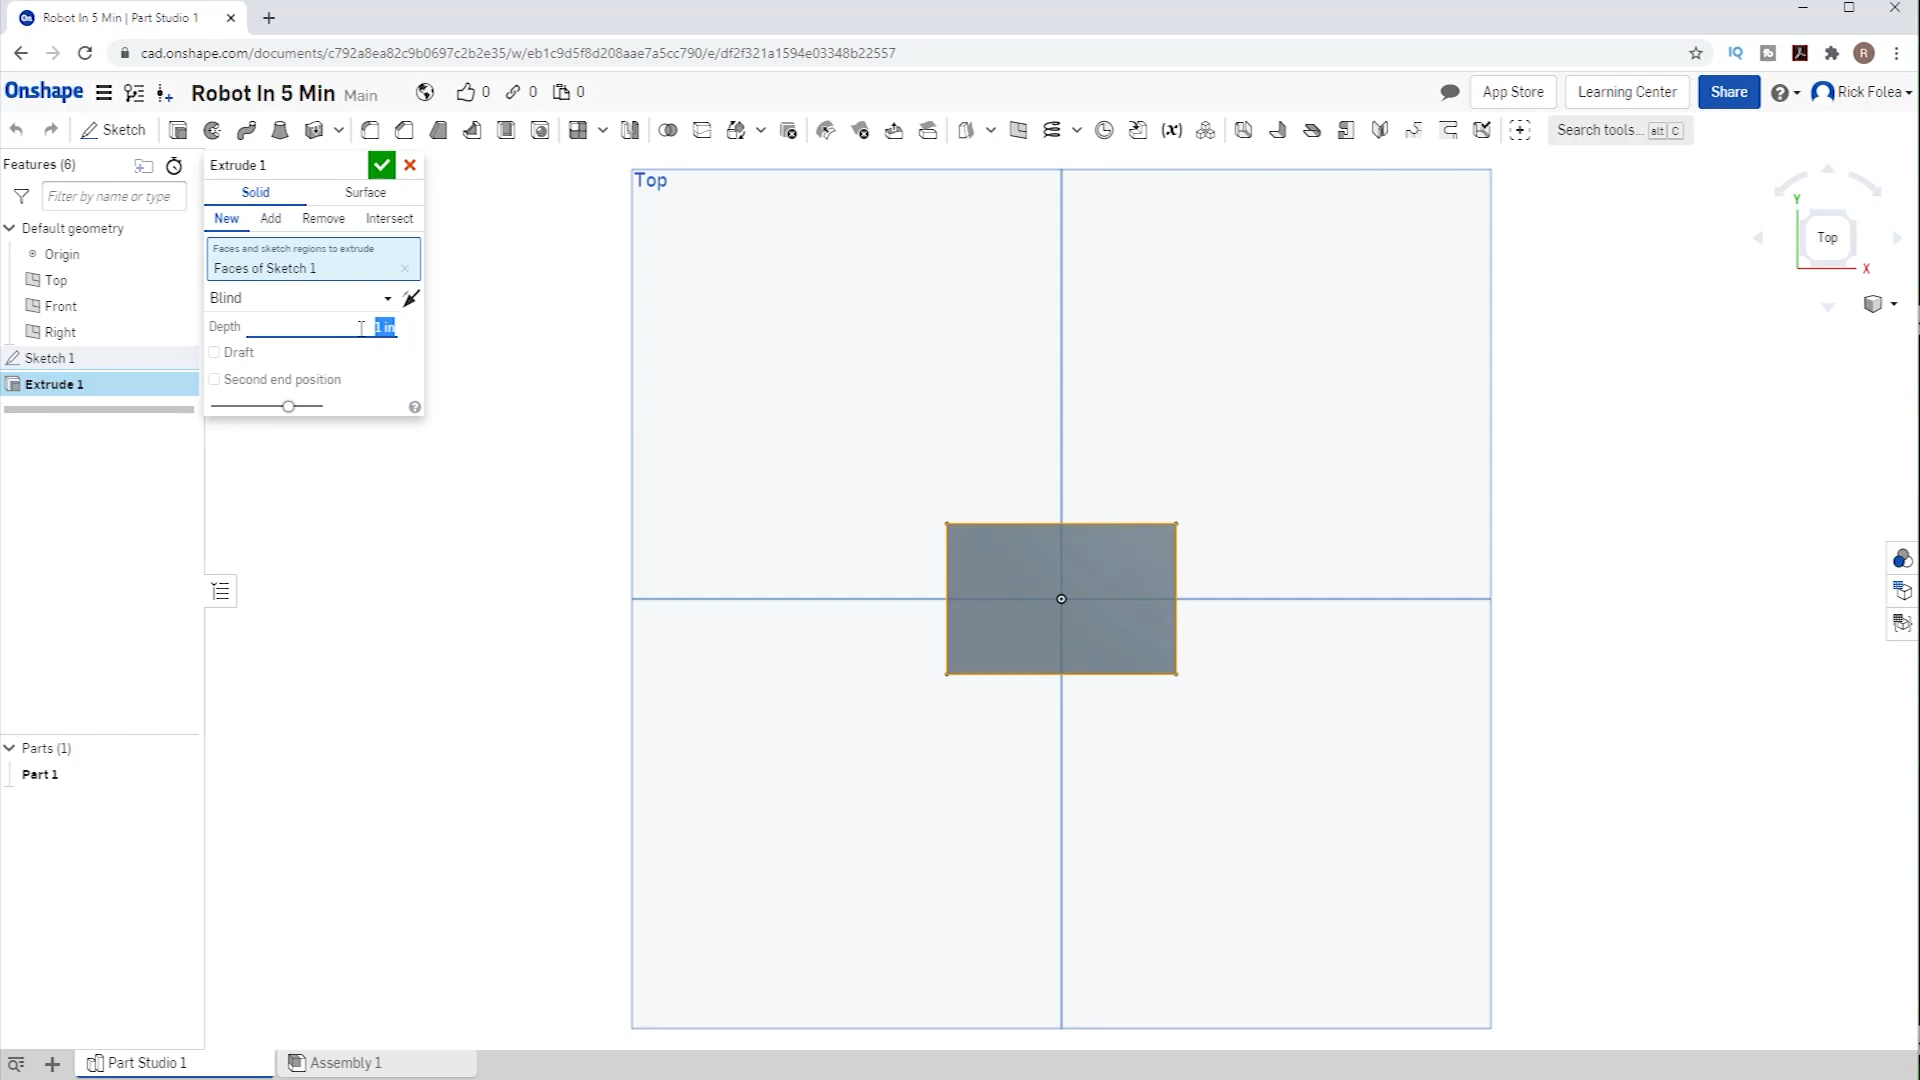 Robot In 5 Min | Part Studio 1
cad.onshape.com/documents/c792a8ea82c9b0697c2b2e35/w/eb1c9d5f8d208aae7a5cc790/e/df2f321a1594e03348b22557
IQ
R
Onshape
Robot In 5 Min Main
0
0
0
App Store
Learning Center
Share
Rick Folea
Sketch
(x)
Search tools... alt C
Features (6)
Filter by name or type
Default geometry
Origin
Top
Front
Right
Sketch 1
Extrude 1
Extrude 1
Solid
Surface
New
Add
Remove
Intersect
Faces and sketch regions to extrude
Faces of Sketch 1
Blind
Depth
1 in
Draft
Second end position
Top
Y
Top
X
Parts (1)
Part 1
Part Studio 1
Assembly 1